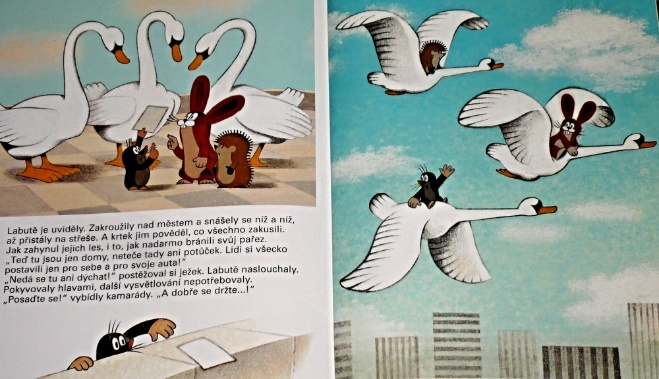 Labutě je uviděly. Zakroužily nad městem a snášely se níž a níž,
až přistály na střeše. A krtek jim pověděl, co všechno zakusili.
Jak zahynul jejich les, i to, jak nadarmo bránili svůj pařez.
„Teď tu jsou jen domy, neteče tady ani potůček. Lidi si všecko
postavili jen pro sebe a pro svoje auta!“
„Nedá se tu ani dýchat!“ postěžoval si ježek. Labutě naslouchaly.
Pokyvovaly hlavami, další vysvětlování nepotřebovaly.
„Posaďte se!“ vybídly kamarády. „A dobře se držte...!“